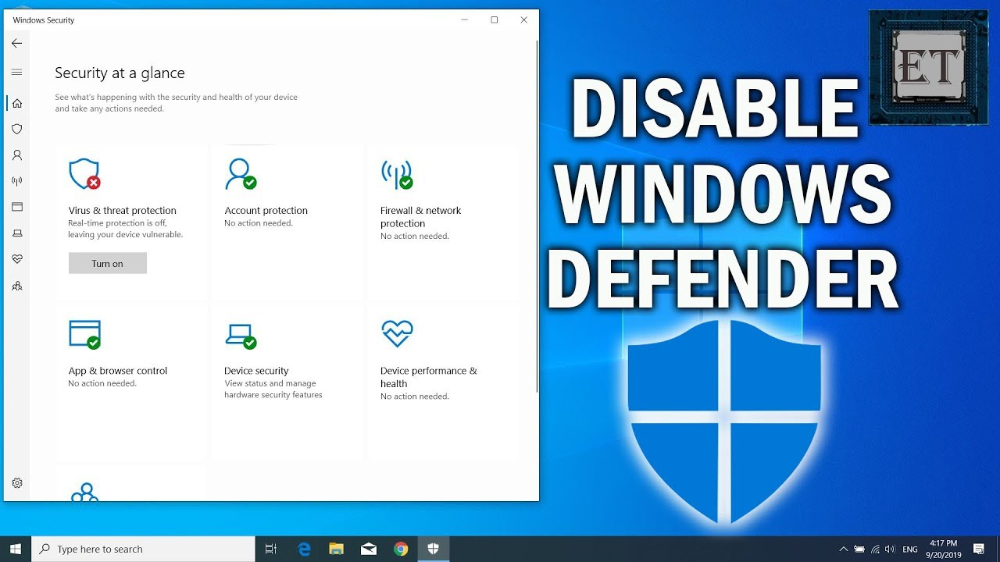 Windows Security
Security at a glance
See what's happening with the security and health of your device
and take any actions needed.
Virus & threat protection
Real-time protection is off,
leaving your device vulnerable.
Turn on
Account protection
No action needed.
Firewall & network
protection
No action needed.
App & browser control
No action needed.
Device security
View status and manage
hardware security features
Device performance &
health
No action needed.
ET
DISABLE
WINDOWS
DEFENDER
Type here to search
ENG
4:17 PM
9/20/2019